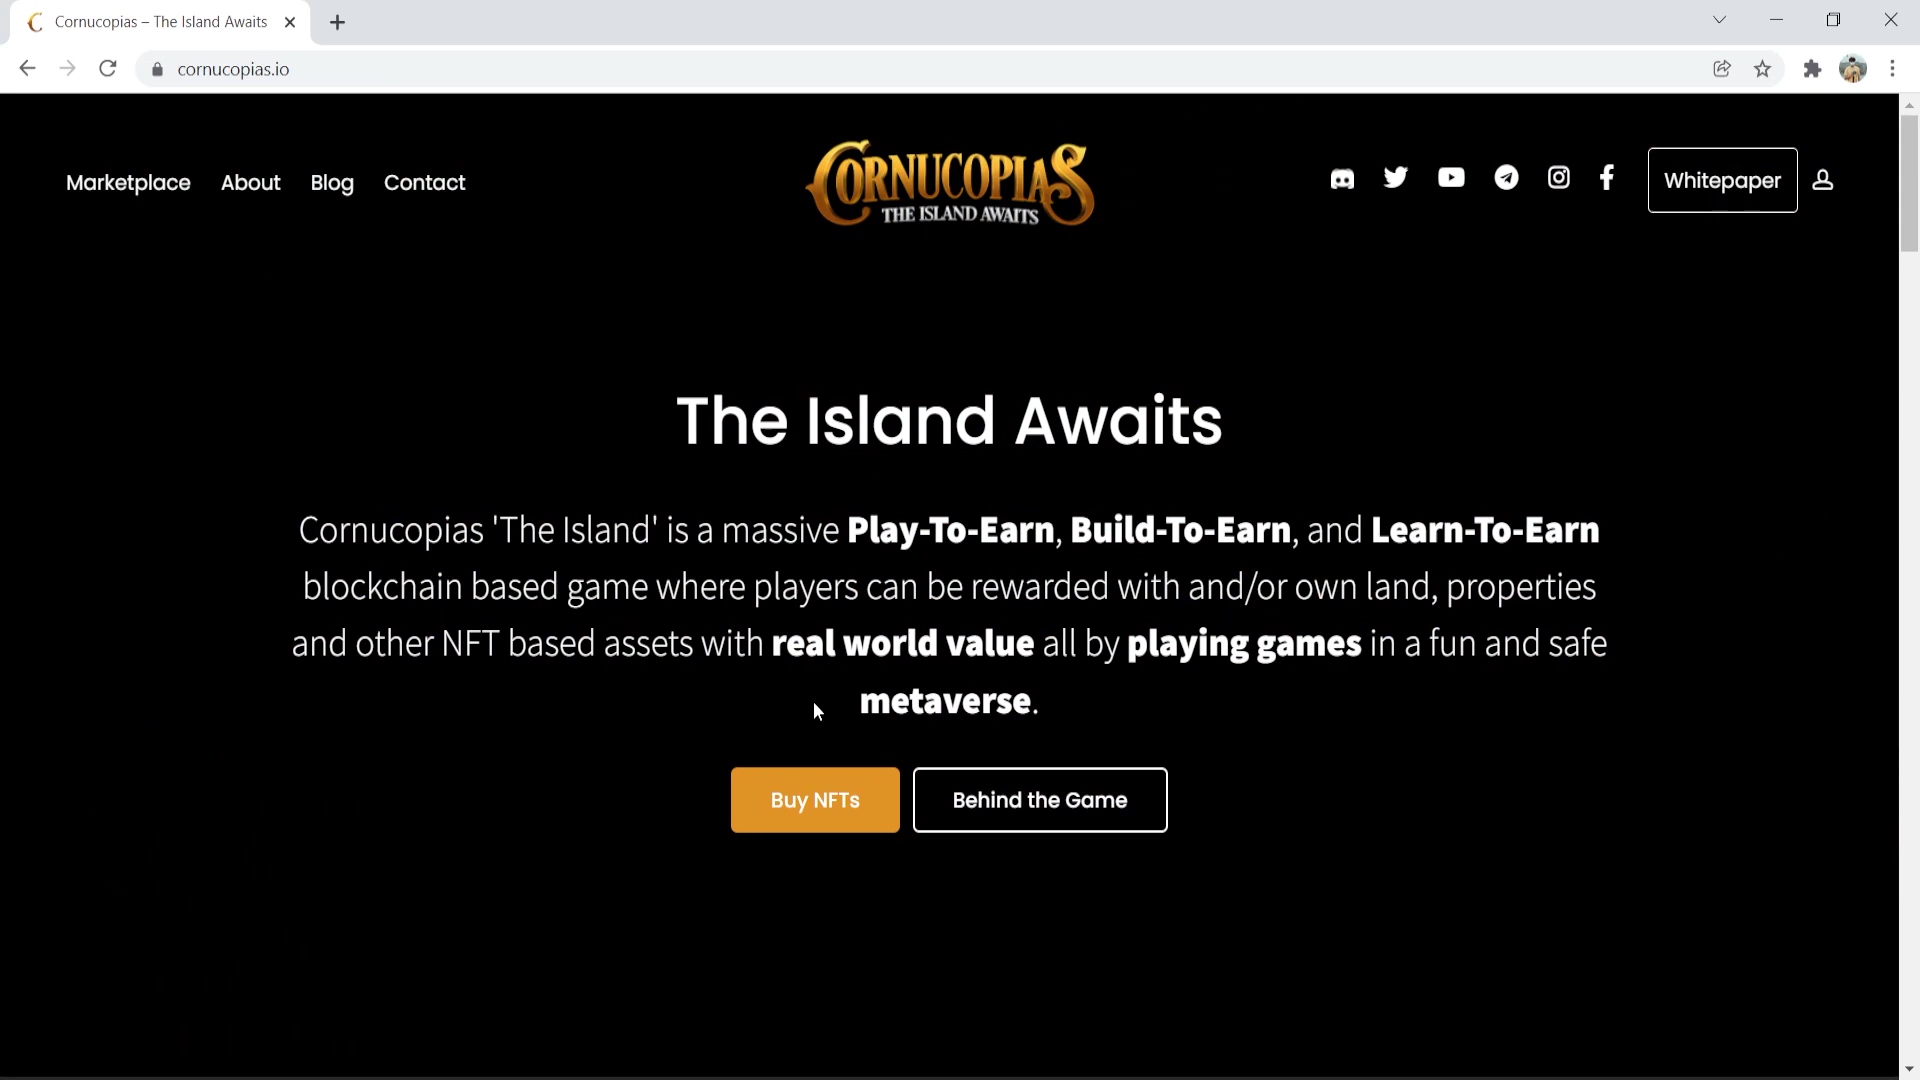 Cornucopias – The Island Awaits
cornucopias.io
Marketplace About Blog Contact
CORNUCOPIAS
THE ISLAND AWAITS
Whitepaper
The Island Awaits
Cornucopias 'The Island' is a massive Play-To-Earn, Build-To-Earn, and Learn-To-Earn
blockchain based game where players can be rewarded with and/or own land, properties
and other NFT based assets with real world value all by playing games in a fun and safe
metaverse.
Buy NFTs Behind the Game